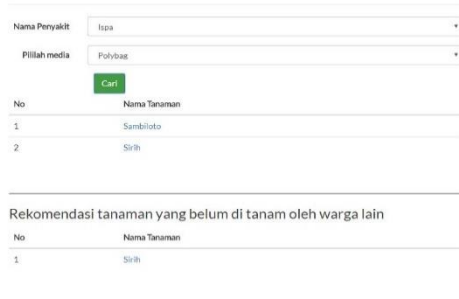 Nama Penyakit Ispa
Pilihlah media Polybag
Cari
No Nama Tanaman
1 Sambiloto
2 Sirih
Rekomendasi tanaman yang belum di tanam oleh warga lain
No Nama Tanaman
1 Sirih